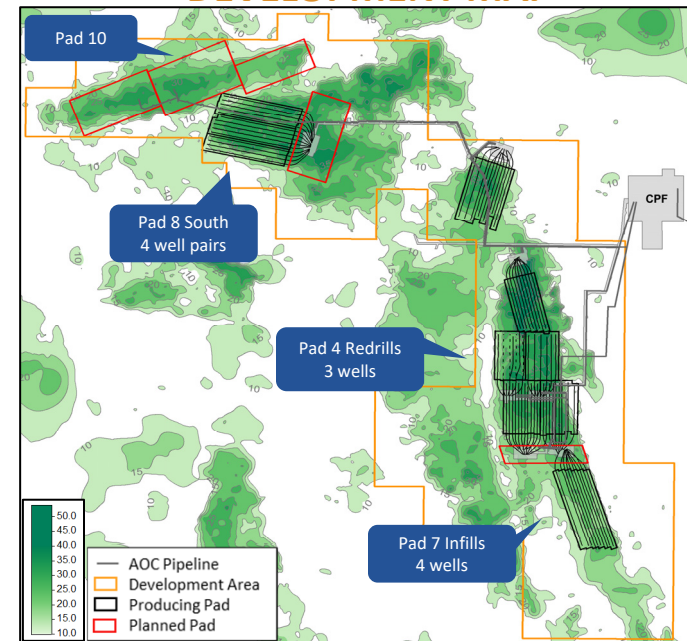 DEVELOPMENT MAP
Pad 10
Pad 8 South
4 well pairs
CPF
Pad 4 Redrills
3 wells
Pad 7 Infills
4 wells
50.0
45.0
40.0
35.0
30.0
25.0
20.0
15.0
10.0
AOC Pipeline
Development Area
Producing Pad
Planned Pad